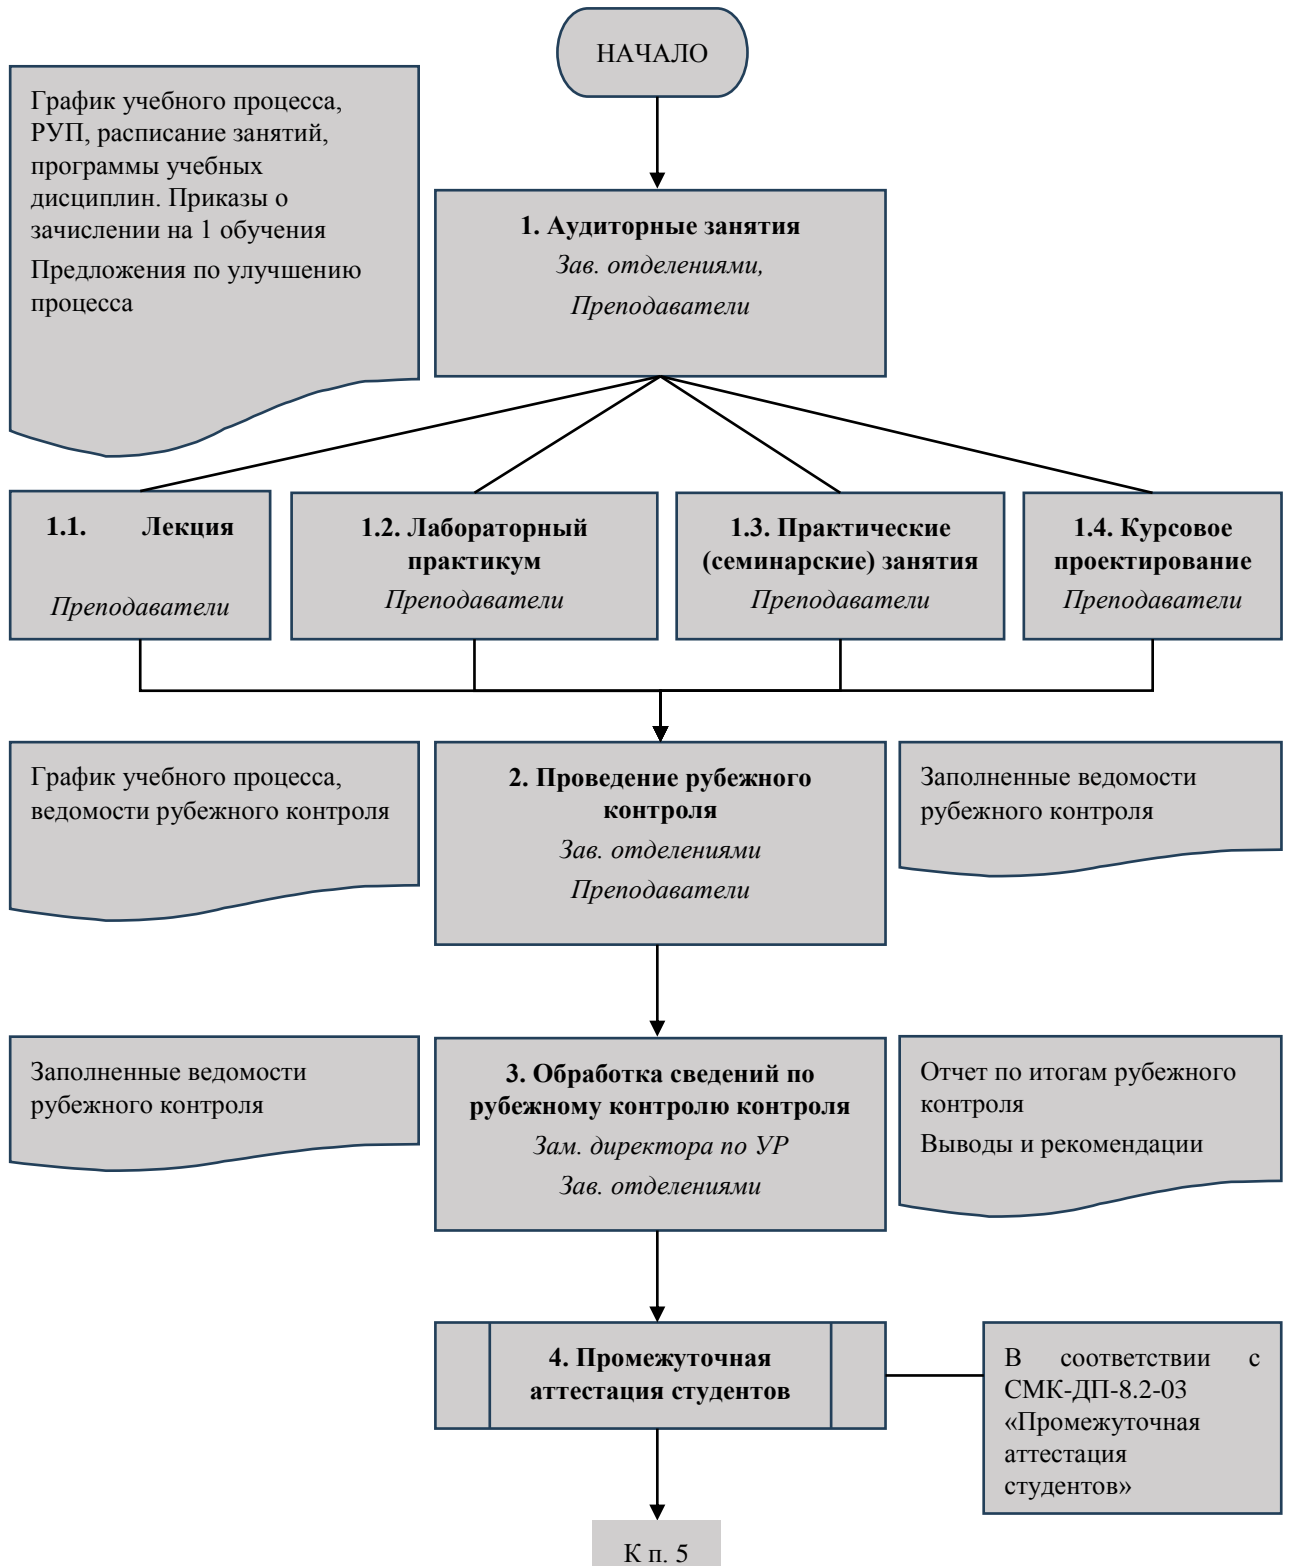 НАЧАЛО
График учебного процесса,
РУП, расписание занятий,
программы учебных
дисциплин. Приказы о
зачислении на 1 обучения
Предложения по улучшению
процесса
1. Аудиторные занятия
Зав. отделениями,
Преподаватели
1.1. Лекция
Преподаватели
1.2. Лабораторный
практикум
Преподаватели
1.3. Практические
(семинарские) занятия
Преподаватели
1.4. Курсовое
проектирование
Преподаватели
График учебного процесса,
ведомости рубежного контроля
2. Проведение рубежного
контроля
Зав. отделениями
Преподаватели
Заполненные ведомости
рубежного контроля
Заполненные ведомости
рубежного контроля
3. Обработка сведений по
рубежному контролю контроля
Зам. директора по УР
Зав. отделениями
Отчет по итогам рубежного
контроля
Выводы и рекомендации
4. Промежуточная
аттестация студентов
В соответствии с
СМК-ДП-8.2-03
«Промежуточная
аттестация
студентов»
К п. 5